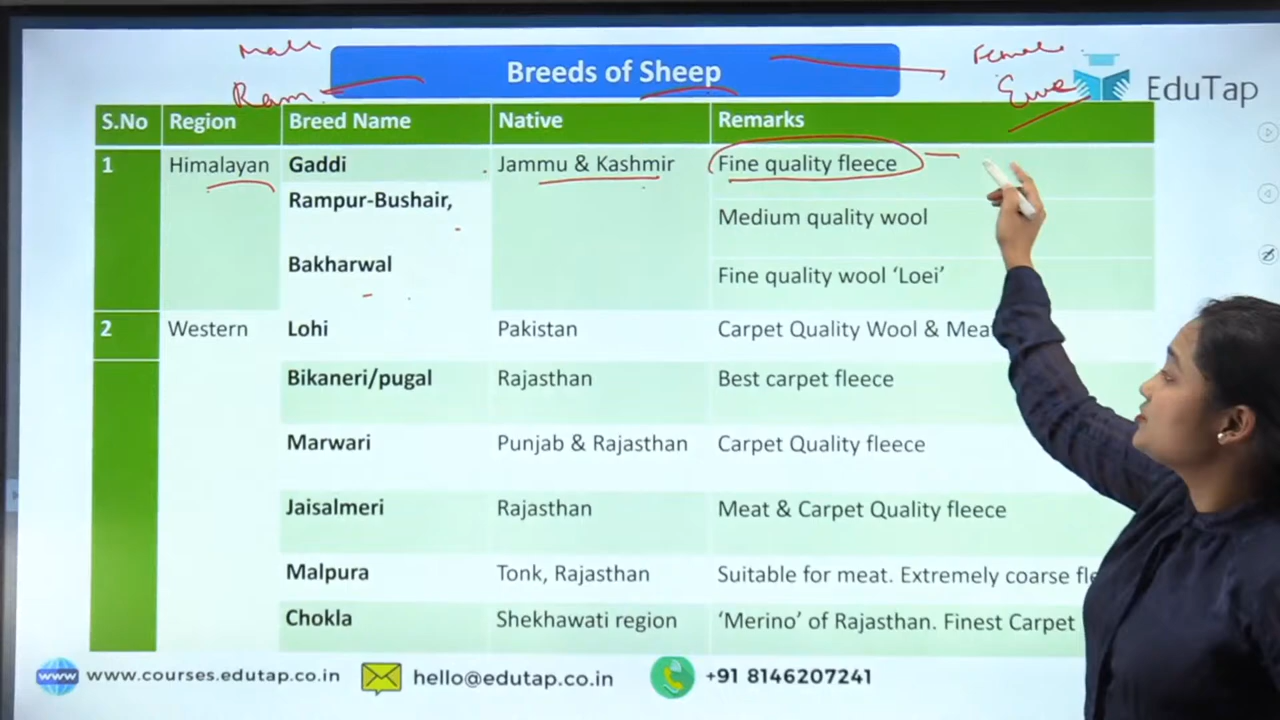 Male
Female
Breeds of Sheep
Ram
Ewe
EduTap
S.No Region Breed Name Native Remarks
1 Himalayan Gaddi Jammu & Kashmir Fine quality fleece
Rampur-Bushair,
Medium quality wool
Bakharwal
Fine quality wool ‘Loei’
2 Western Lohi Pakistan Carpet Quality Wool & Meat
Bikaneri/pugal Rajasthan Best carpet fleece
Marwari Punjab & Rajasthan Carpet Quality fleece
Jaisalmeri Rajasthan Meat & Carpet Quality fleece
Malpura Tonk, Rajasthan Suitable for meat. Extremely coarse
Chokla Shekhawati region ‘Merino’ of Rajasthan. Finest Carpet
www www.courses.edutap.co.in hello@edutap.co.in +91 8146207241